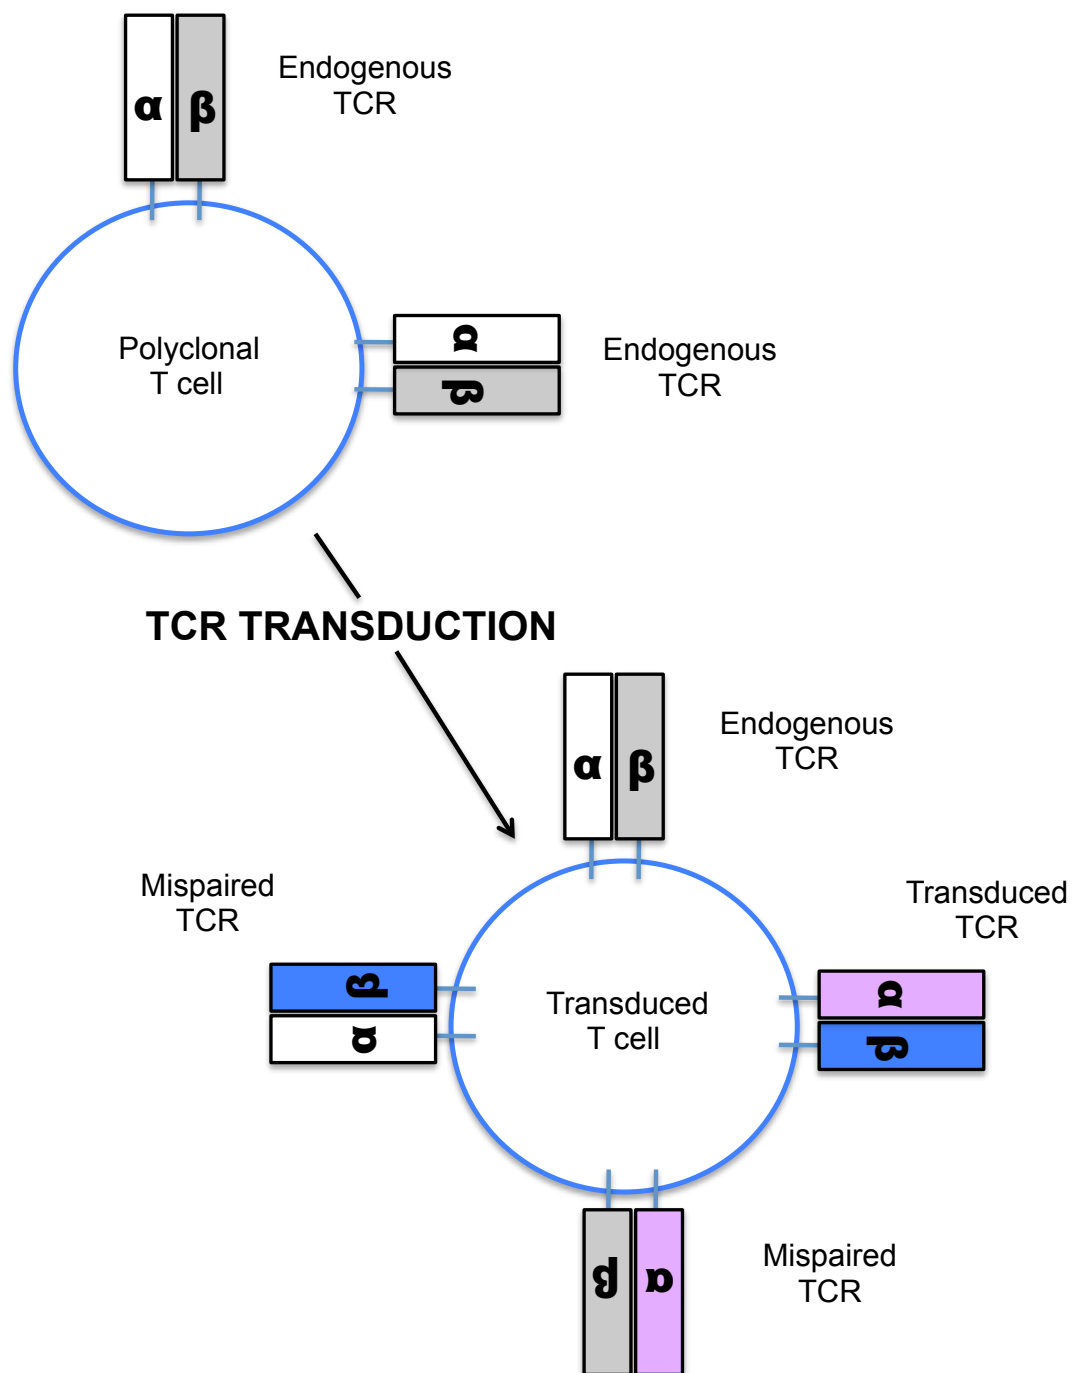 α β
Endogenous
TCR
Polyclonal
T cell
α
β
Endogenous
TCR
TCR TRANSDUCTION
α β
Endogenous
TCR
Mispaired
TCR
β
α
Transduced
T cell
Transduced
TCR
α
β
β α
Mispaired
TCR